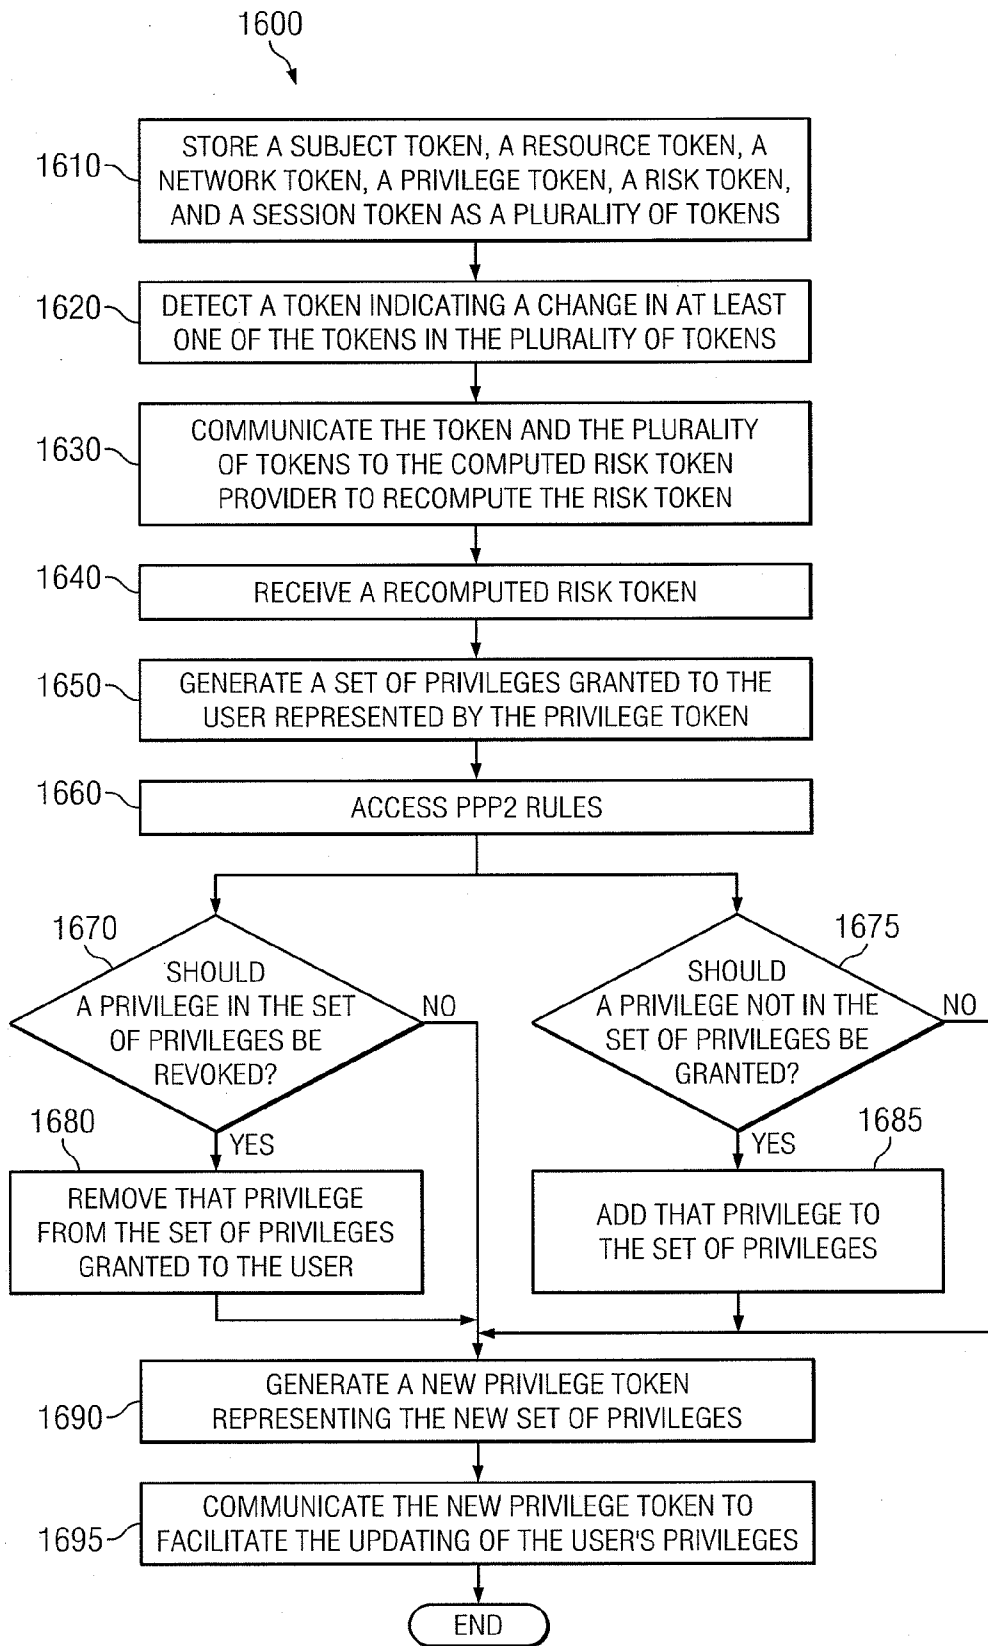 1600
1610
STORE A SUBJECT TOKEN, A RESOURCE TOKEN, A
NETWORK TOKEN, A PRIVILEGE TOKEN, A RISK TOKEN,
AND A SESSION TOKEN AS A PLURALITY OF TOKENS
1620
DETECT A TOKEN INDICATING A CHANGE IN AT LEAST
ONE OF THE TOKENS IN THE PLURALITY OF TOKENS
1630
COMMUNICATE THE TOKEN AND THE PLURALITY
OF TOKENS TO THE COMPUTED RISK TOKEN
PROVIDER TO RECOMPUTE THE RISK TOKEN
1640
RECEIVE A RECOMPUTED RISK TOKEN
1650
GENERATE A SET OF PRIVILEGES GRANTED TO THE
USER REPRESENTED BY THE PRIVILEGE TOKEN
1660
ACCESS PPP2 RULES
1670
SHOULD
A PRIVILEGE IN THE SET
OF PRIVILEGES BE
REVOKED?
NO
YES
1675
SHOULD
A PRIVILEGE NOT IN THE
SET OF PRIVILEGES BE
GRANTED?
NO
YES
1680
REMOVE THAT PRIVILEGE
FROM THE SET OF PRIVILEGES
GRANTED TO THE USER
1685
ADD THAT PRIVILEGE TO
THE SET OF PRIVILEGES
1690
GENERATE A NEW PRIVILEGE TOKEN
REPRESENTING THE NEW SET OF PRIVILEGES
1695
COMMUNICATE THE NEW PRIVILEGE TOKEN TO
FACILITATE THE UPDATING OF THE USER'S PRIVILEGES
END